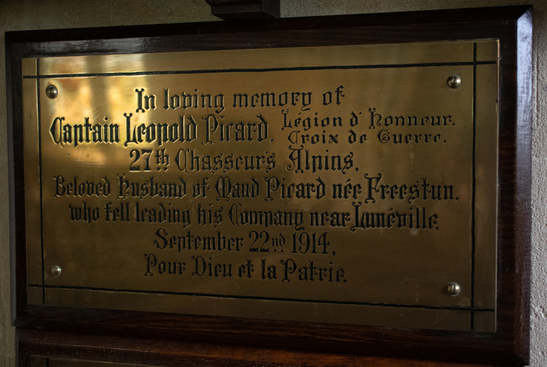 In loving memory of
Captain Leopold Picard, Légion d'Honneur.
Croix de Guerre.
27th Chasseurs Alpins,
Beloved husband of Maud Picard née Freestun.
who fell leading his Company near Lunéville,
September 22nd 1914,
Pour Dieu et la Patrie.